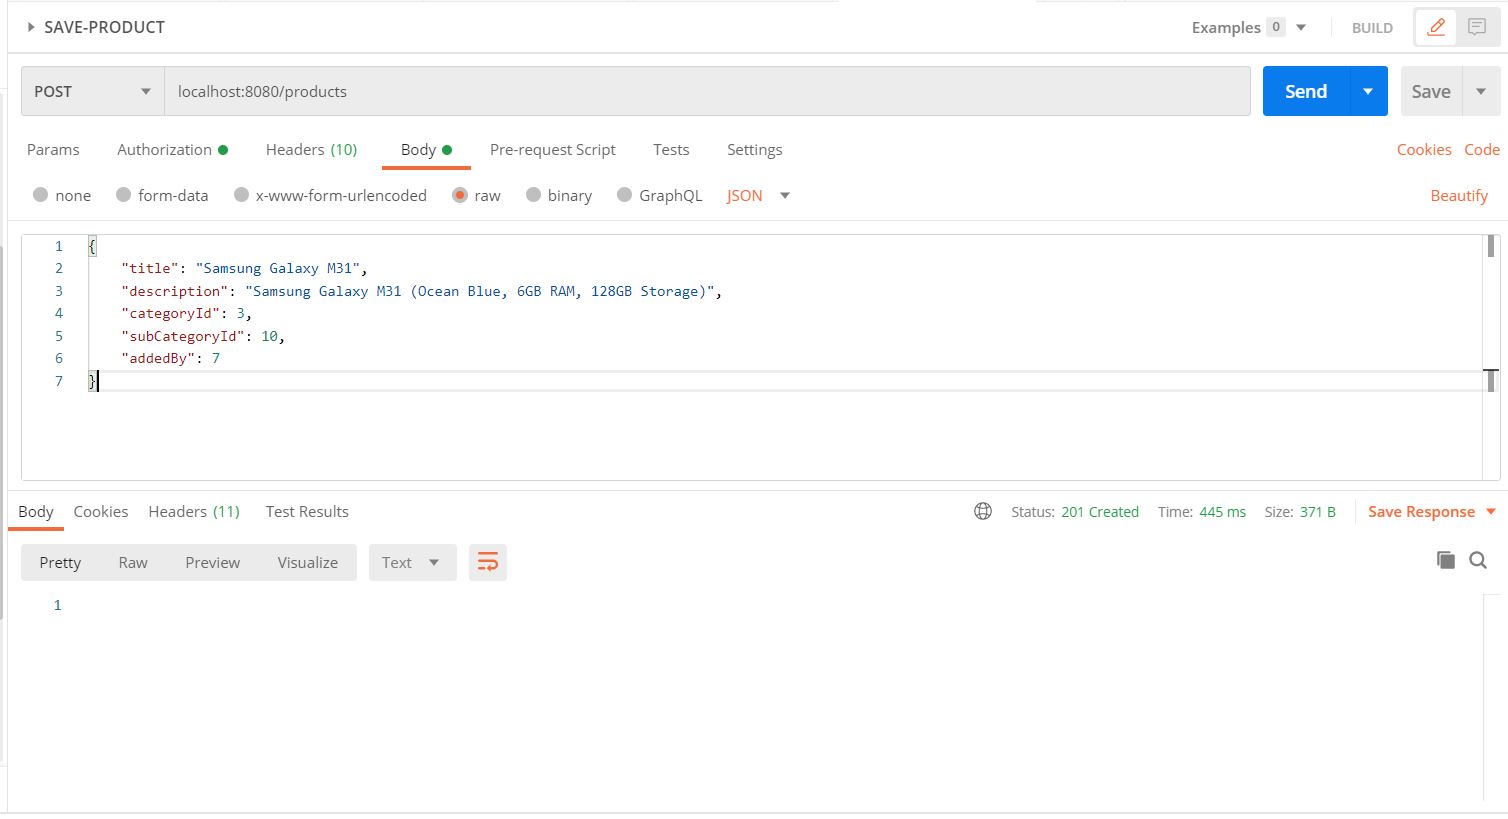 SAVE-PRODUCT Examples 0 BUILD
POST localhost:8080/products Send Save
Params Authorization Headers (10) Body Pre-request Script Tests Settings Cookies Code
none form-data x-www-form-urlencoded raw binary GraphQL JSON Beautify
1 {
2 "title": "Samsung Galaxy M31",
3 "description": "Samsung Galaxy M31 (Ocean Blue, 6GB RAM, 128GB Storage)",
4 "categoryId": 3,
5 "subCategoryId": 10,
6 "addedBy": 7
7 }
Body Cookies Headers (11) Test Results Status: 201 Created Time: 445 ms Size: 371 B Save Response
Pretty Raw Preview Visualize Text
1